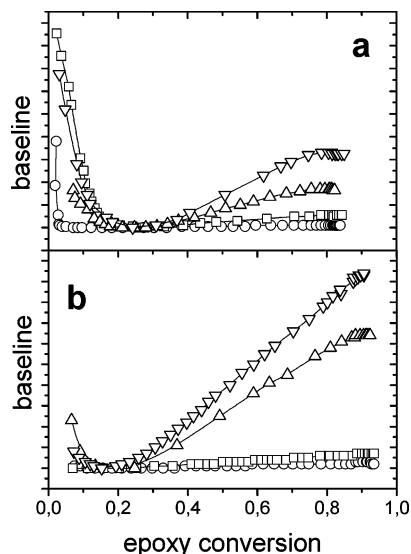 a
baseline
b
baseline
0,0 0,2 0,4 0,6 0,8 1,0
epoxy conversion